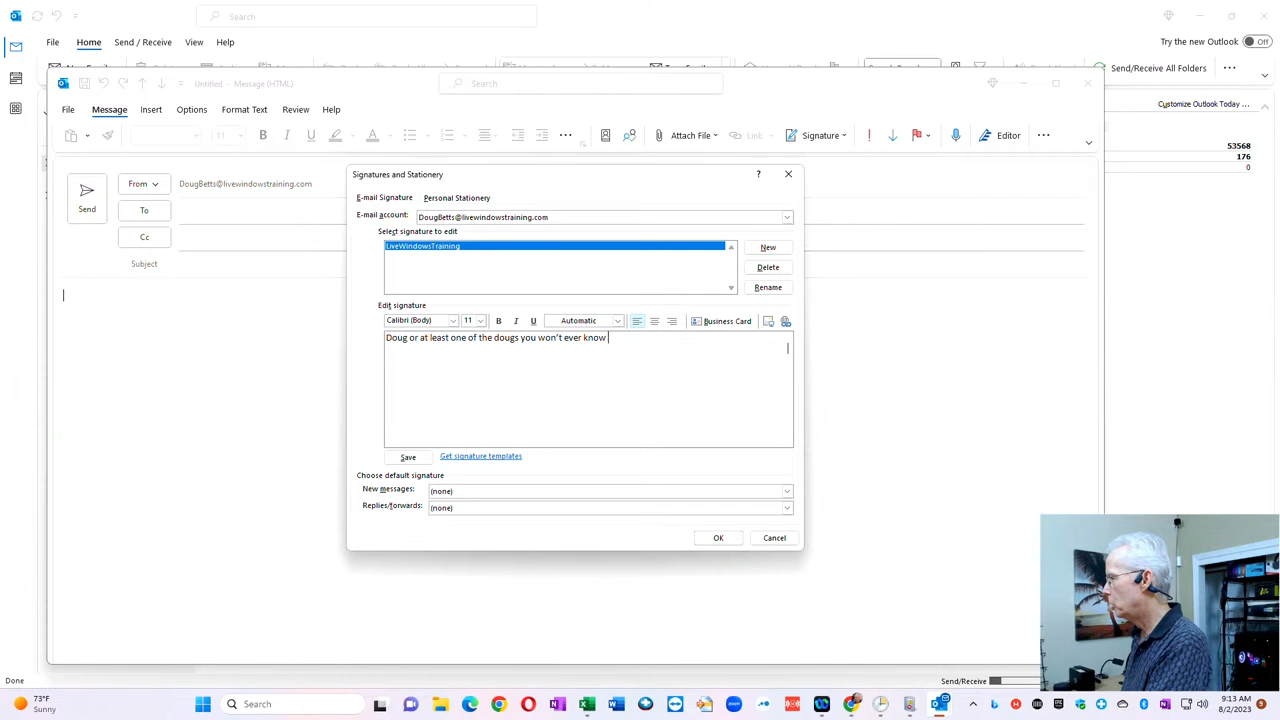 Search
File Home Send / Receive View Help
Try the new Outlook Off
Send/Receive All Folders
Untitled - Message (HTML)
Search
Customize Outlook Today ...
File Message Insert Options Format Text Review Help
53568
176
0
11 B I U A Attach File Link Signature Editor
Send
From
DougBetts@livewindowstraining.com
To
Cc
Subject
Signatures and Stationery
E-mail Signature Personal Stationery
E-mail account: DougBetts@livewindowstraining.com
Select signature to edit
LiveWindowsTraining
New
Delete
Rename
Edit signature
Calibri (Body) 11 B I U Automatic Business Card
Doug or at least one of the dougs you won’t ever know
Save Get signature templates
Choose default signature
New messages: (none)
Replies/forwards: (none)
OK Cancel
Done
Send/Receive
73°F
Sunny
Search
9:13 AM
8/2/2023